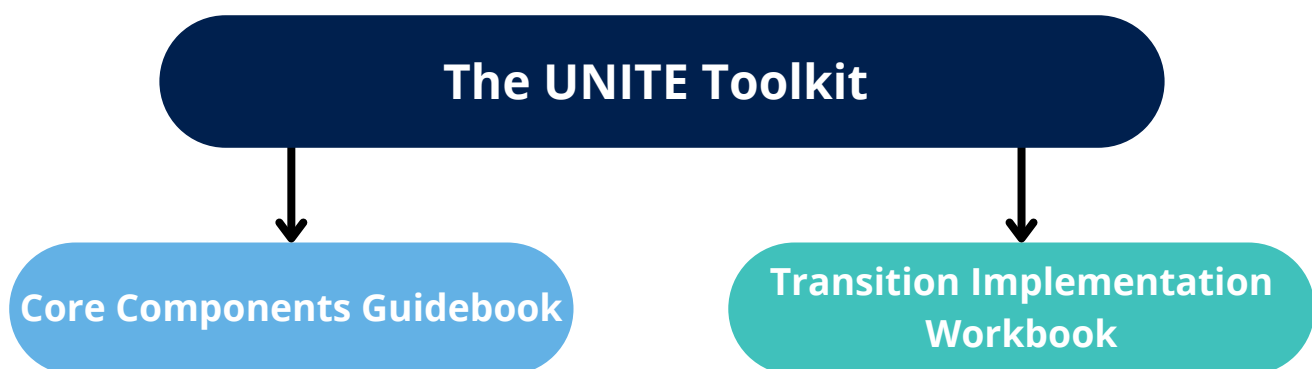 The UNITE Toolkit
Core Components Guidebook
Transition Implementation
Workbook